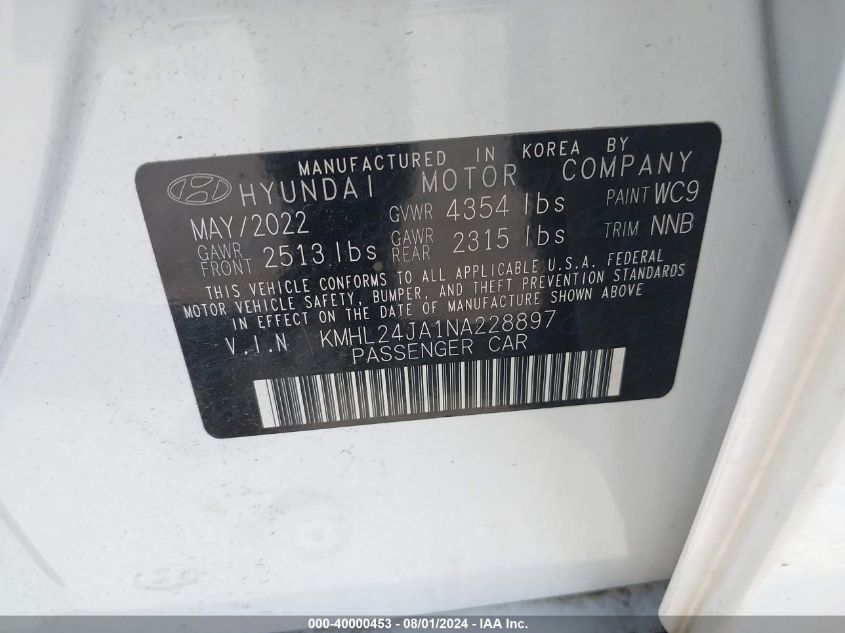 MANUFACTURED IN KOREA BY
HYUNDAI MOTOR COMPANY
MAY/2022 GVWR 4354 lbs PAINT WC9
GAWR FRONT 2513 lbs GAWR REAR 2315 lbs TRIM NNB
THIS VEHICLE CONFORMS TO ALL APPLICABLE U.S.A. FEDERAL
MOTOR VEHICLE SAFETY, BUMPER, AND THEFT PREVENTION STANDARDS
IN EFFECT ON THE DATE OF MANUFACTURE SHOWN ABOVE
V.I.N KMHL24JA1NA228897
PASSENGER CAR
000-40000453 - 08/01/2024 - IAAI.com